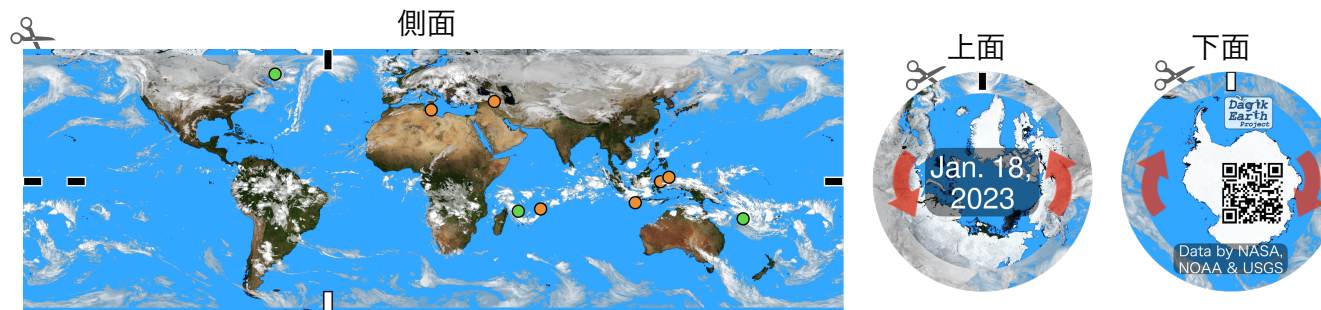 側面
上面
下面
Jan. 18,
2023
Dagik
Earth
Project
Data by NASA,
NOAA & USGS